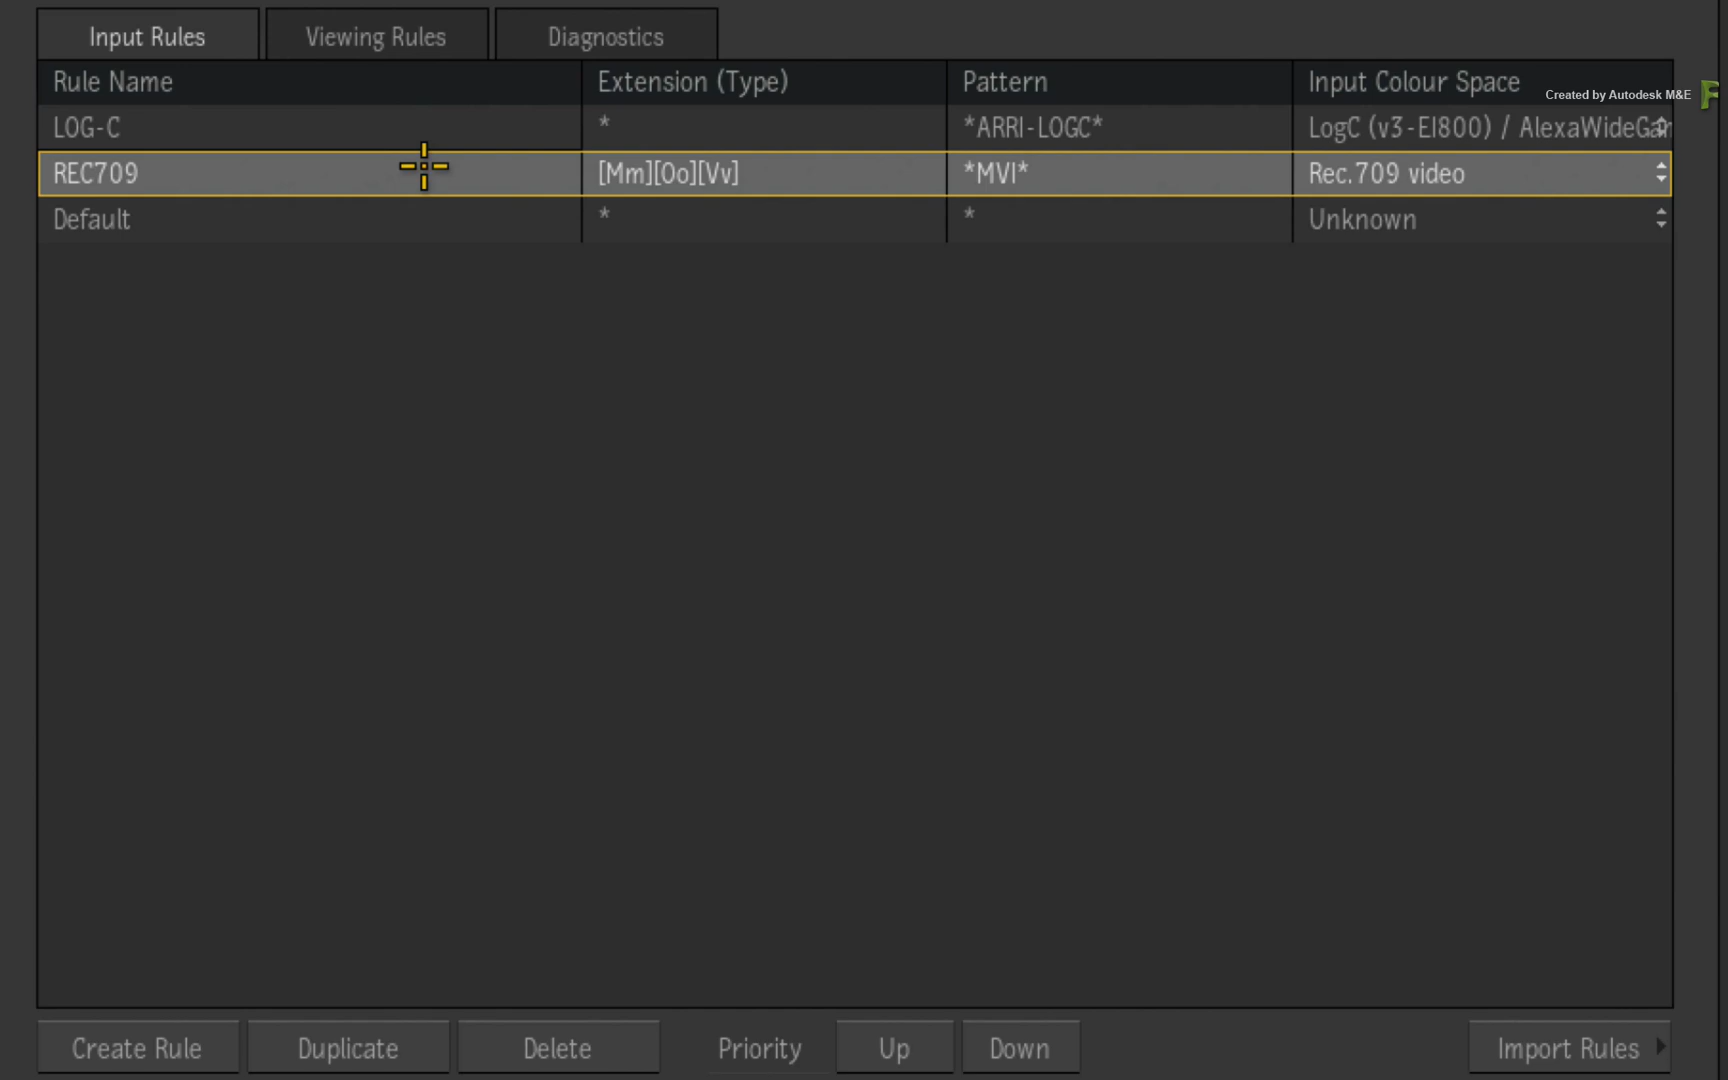 Input Rules
Viewing Rules
Diagnostics
Rule Name
Extension (Type)
Pattern
Input Colour Space
Created by Autodesk M&E
LOG-C
*
*ARRI-LOGC*
LogC (v3-EI800) / AlexaWideGam
REC709
[Mm][Oo][Vv]
*MVI*
Rec.709 video
Default
*
*
Unknown
Create Rule
Duplicate
Delete
Priority
Up
Down
Import Rules